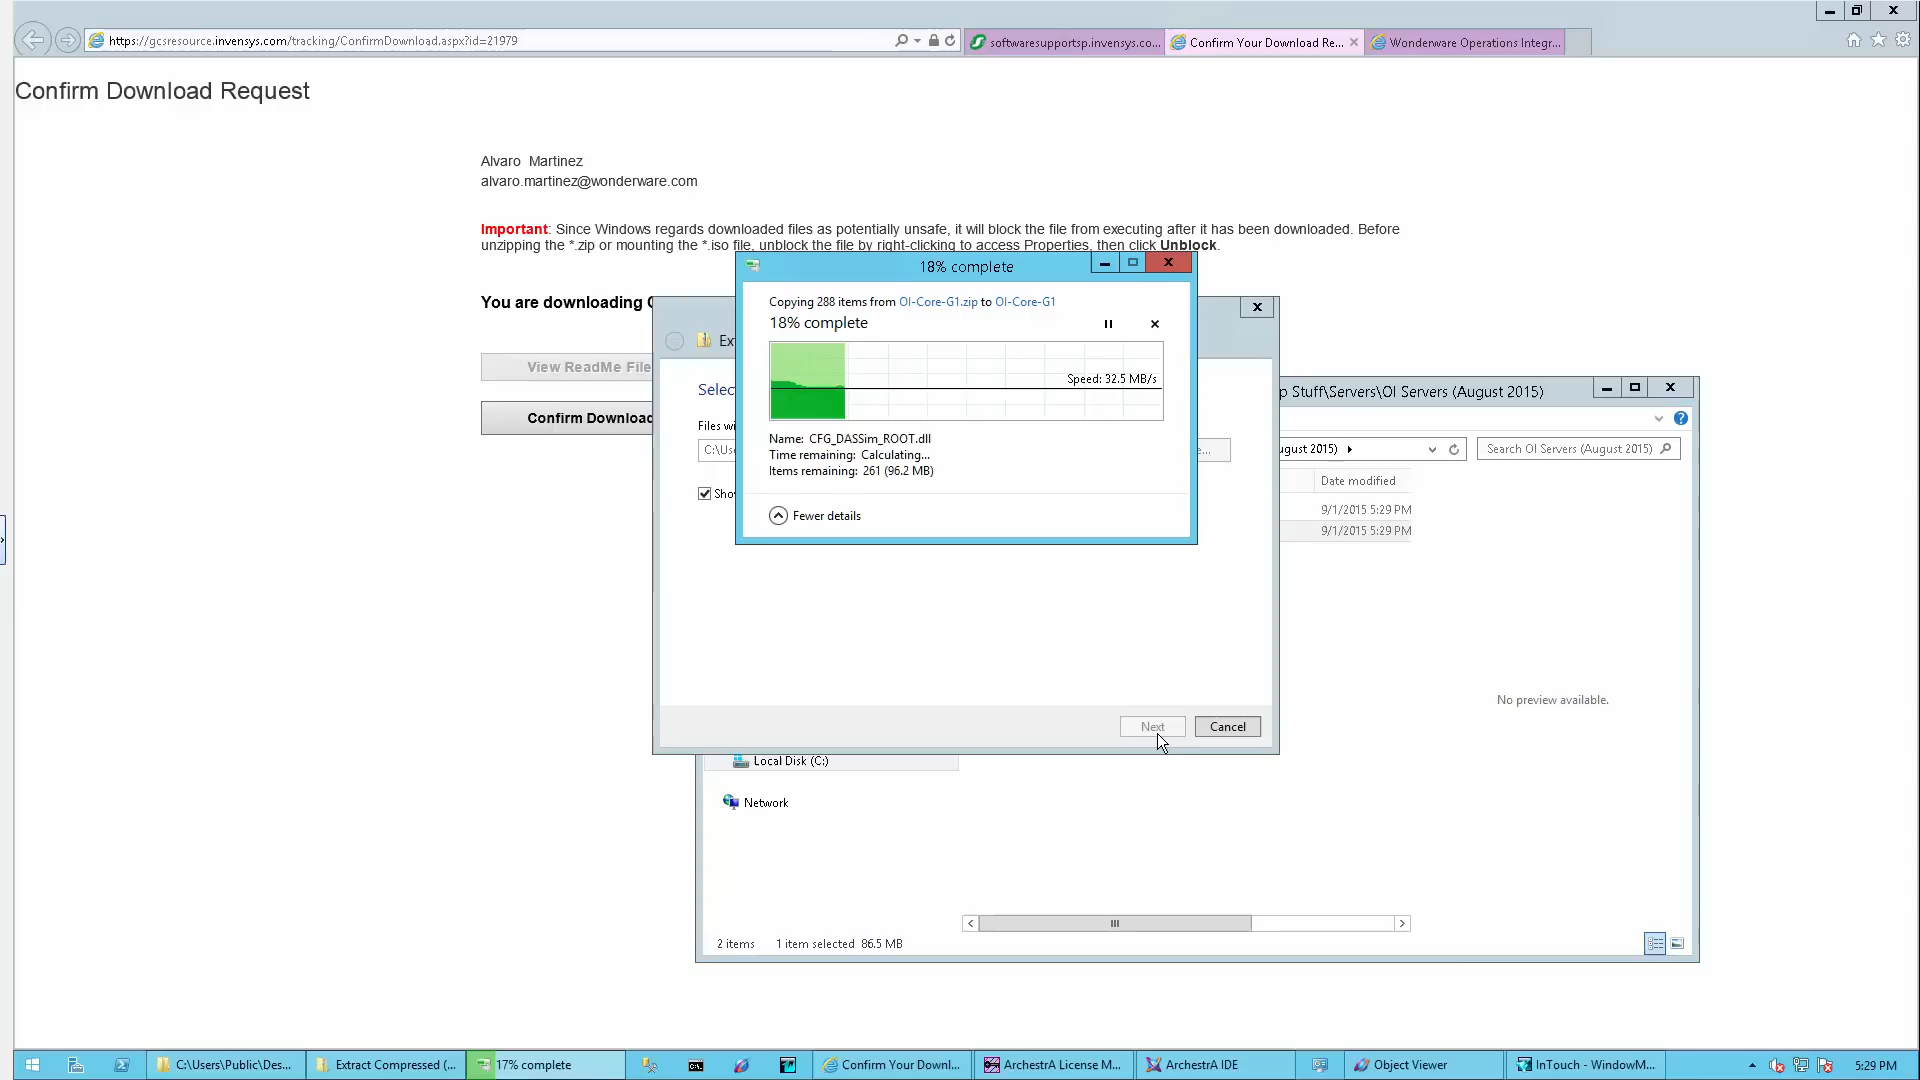 https://gcsresource.invensys.com/tracking/ConfirmDownload.aspx?id=21979
softwaresupportsp.invensys.co...
Confirm Your Download Re...
Wonderware Operations Integr...
Confirm Download Request
Alvaro Martinez
alvaro.martinez@wonderware.com
Important: Since Windows regards downloaded files as potentially unsafe, it will block the file from executing after it has been downloaded. Before
unzipping the *.zip or mounting the *.iso file, unblock the file by right-clicking to access Properties, then click Unblock.
18% complete
You are downloading
Copying 288 items from OI-Core-G1.zip to OI-Core-G1
18% complete
Ex
View ReadMe File
Speed: 32.5 MB/s
Selec
p Stuff\Servers\OI Servers (August 2015)
Confirm Download
Files wi
Name: CFG_DASSim_ROOT.dll
C:\Us
Time remaining: Calculating...
e...
ugust 2015)
Search OI Servers (August 2015)
Items remaining: 261 (96.2 MB)
Date modified
Sho
9/1/2015 5:29 PM
Fewer details
9/1/2015 5:29 PM
No preview available.
Next
Cancel
Local Disk (C:)
Network
2 items
1 item selected 86.5 MB
C:\Users\Public\Des...
Extract Compressed (...
17% complete
Confirm Your Downl...
ArchestrA License M...
ArchestrA IDE
Object Viewer
InTouch - WindowM...
5:29 PM